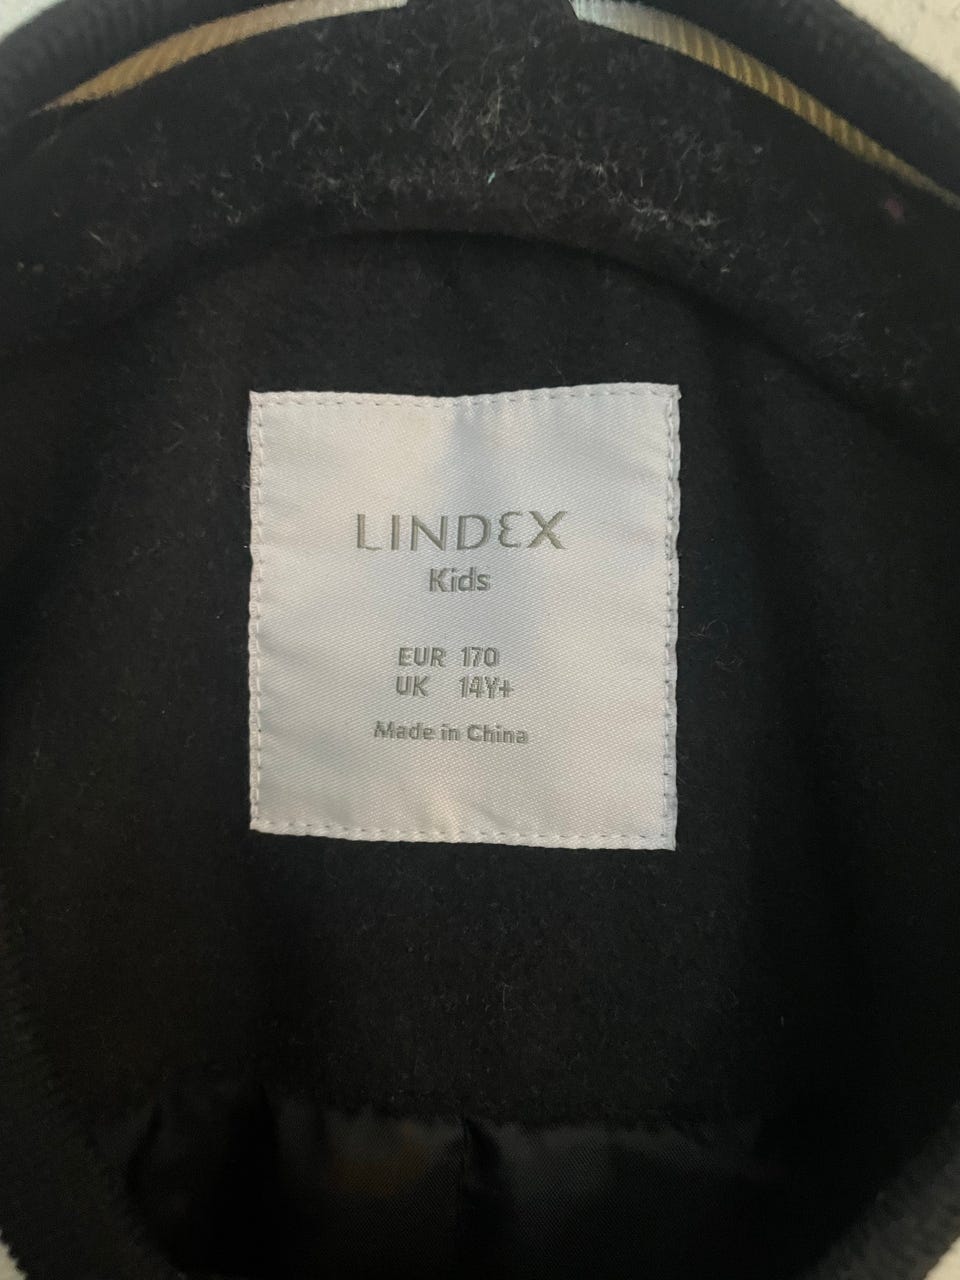 LINDEX
Kids
EUR 170
UK 14Y+
Made in China